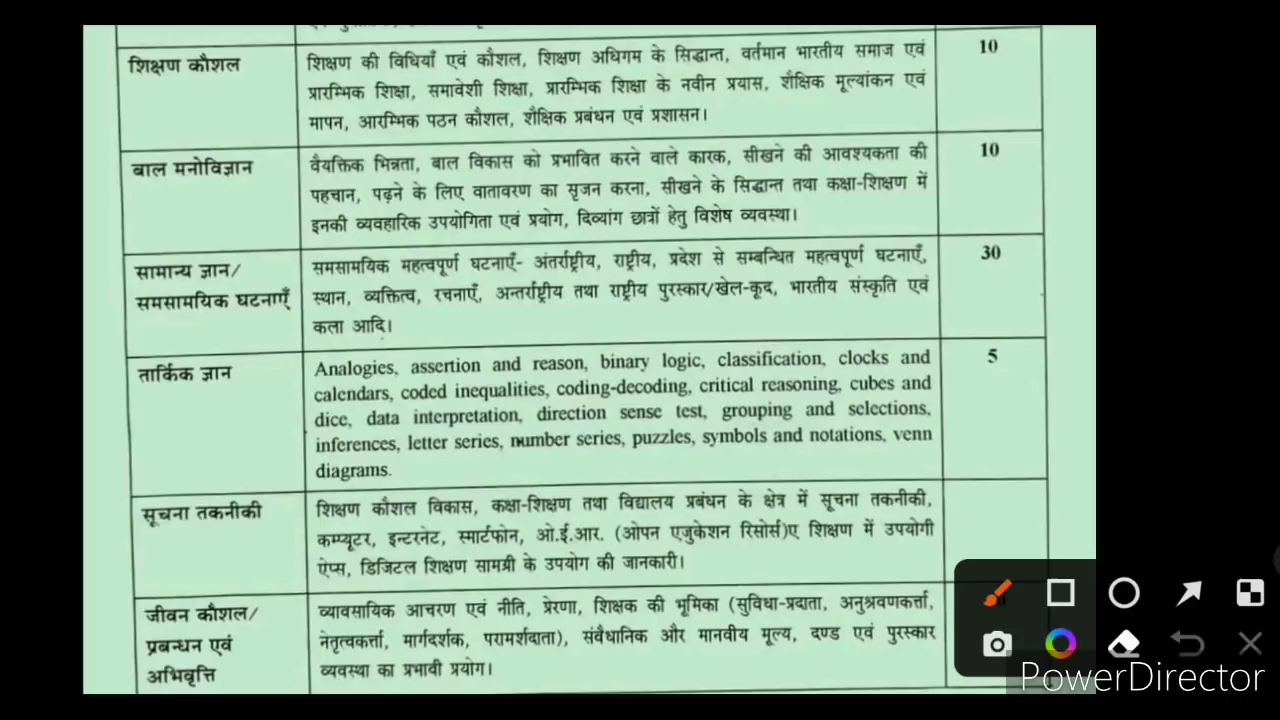 शिक्षण कौशल
शिक्षण की विधियाँ एवं कौशल, शिक्षण अधिगम के सिद्धान्त, वर्तमान भारतीय समाज एवं
प्रारम्भिक शिक्षा, समावेशी शिक्षा, प्रारम्भिक शिक्षा के नवीन प्रयास, शैक्षिक मूल्यांकन एवं
मापन, आरम्भिक पठन कौशल, शैक्षिक प्रबंधन एवं प्रशासन।
10
बाल मनोविज्ञान
वैयक्तिक भिन्नता, बाल विकास को प्रभावित करने वाले कारक, सीखने की आवश्यकता की
पहचान, पढ़ने के लिए वातावरण का सृजन करना, सीखने के सिद्धान्त तथा कक्षा-शिक्षण में
इनकी व्यवहारिक उपयोगिता एवं प्रयोग, दिव्यांग छात्रों हेतु विशेष व्यवस्था।
10
सामान्य ज्ञान/
समसामयिक घटनाएँ
समसामयिक महत्वपूर्ण घटनाएँ- अंतर्राष्ट्रीय, राष्ट्रीय, प्रदेश से सम्बन्धित महत्वपूर्ण घटनाएँ,
स्थान, व्यक्तित्व, रचनाएँ, अन्तर्राष्ट्रीय तथा राष्ट्रीय पुरस्कार/खेल-कूद, भारतीय संस्कृति एवं
कला आदि।
30
तार्किक ज्ञान
Analogies, assertion and reason, binary logic, classification, clocks and
calendars, coded inequalities, coding-decoding, critical reasoning, cubes and
dice, data interpretation, direction sense test, grouping and selections,
inferences, letter series, number series, puzzles, symbols and notations, venn
diagrams.
5
सूचना तकनीकी
शिक्षण कौशल विकास, कक्षा-शिक्षण तथा विद्यालय प्रबंधन के क्षेत्र में सूचना तकनीकी,
कम्प्यूटर, इन्टरनेट, स्मार्टफोन, ओ.ई.आर. (ओपन एजुकेशन रिसोर्स)ए शिक्षण में उपयोगी
ऐप्स, डिजिटल शिक्षण सामग्री के उपयोग की जानकारी।
जीवन कौशल/
प्रबन्धन एवं
अभिवृत्ति
व्यावसायिक आचरण एवं नीति, प्रेरणा, शिक्षक की भूमिका (सुविधा-प्रदाता, अनुश्रवणकर्त्ता,
नेतृत्वकर्त्ता, मार्गदर्शक, परामर्शदाता), संवैधानिक और मानवीय मूल्य, दण्ड एवं पुरस्कार
व्यवस्था का प्रभावी प्रयोग।
PowerDirector